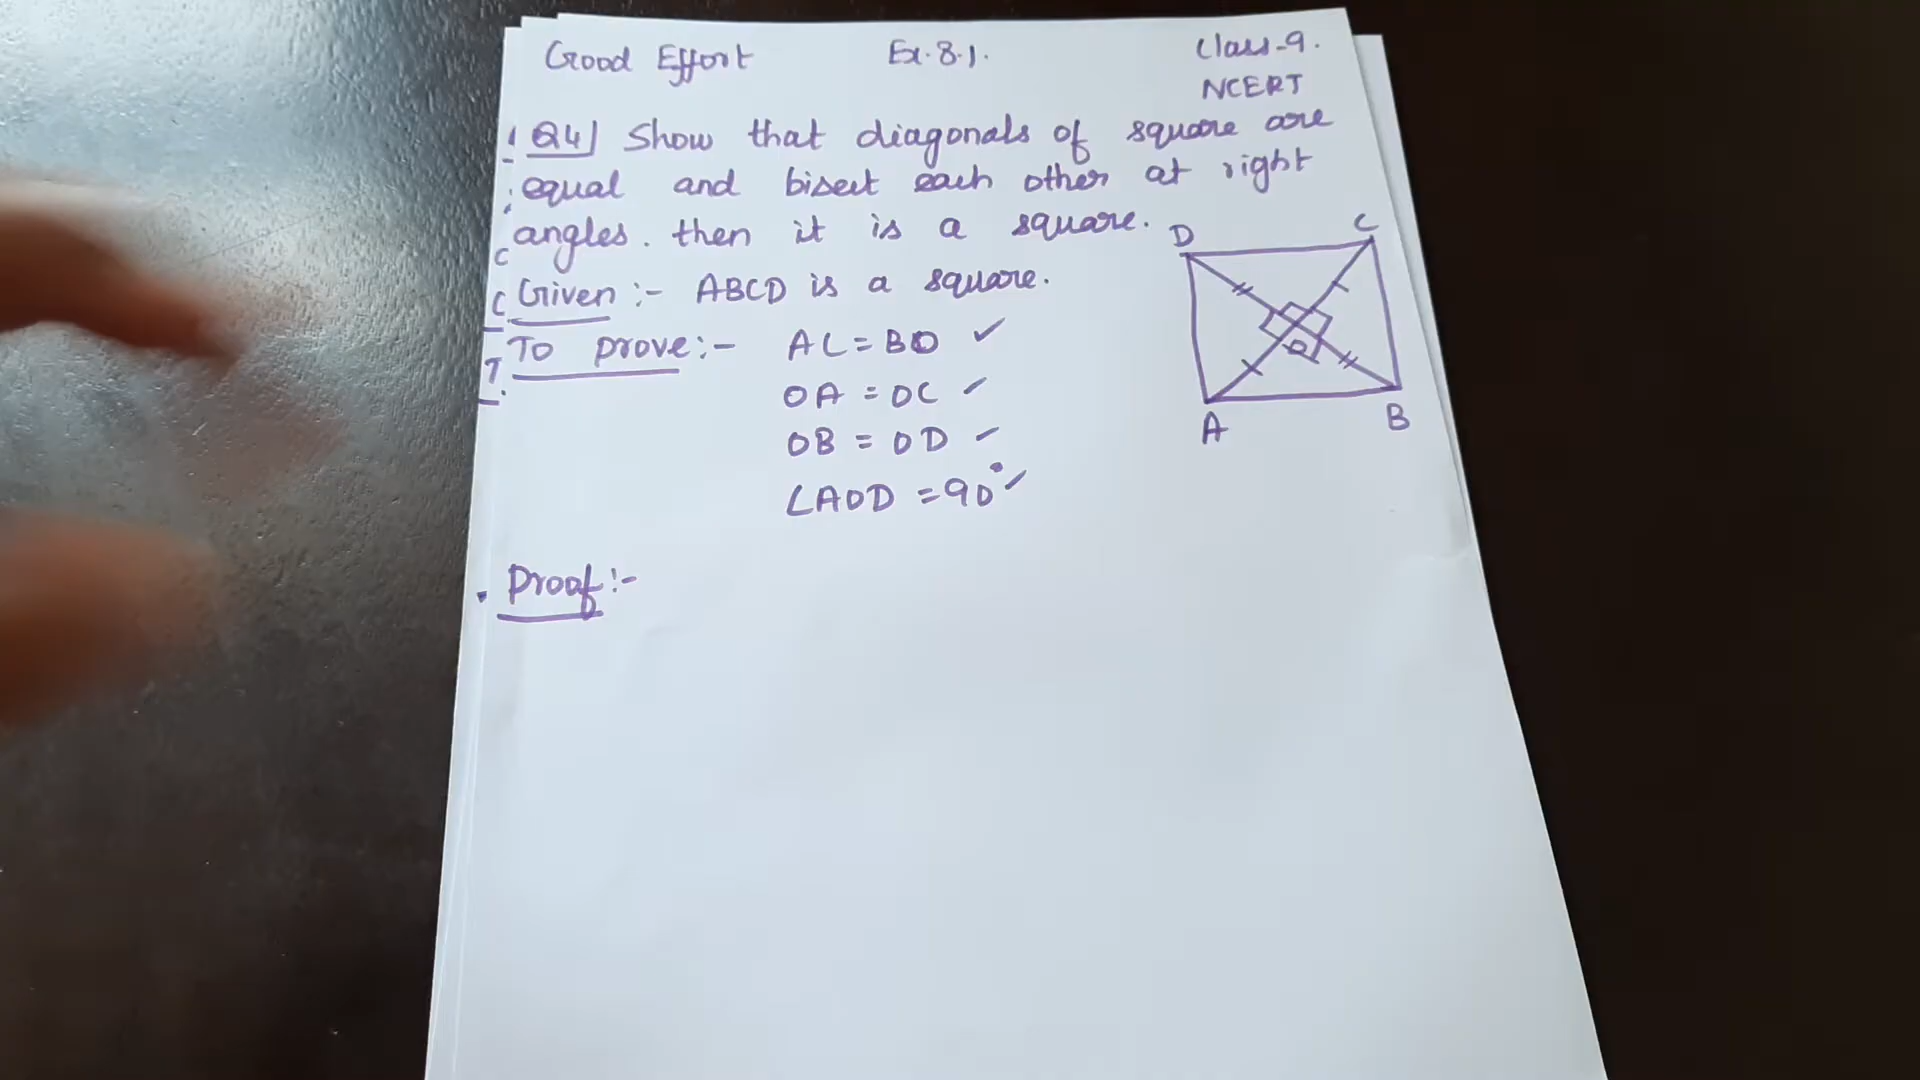 Good Effort Ex. 8.1. Class-9.
NCERT
Q4] Show that diagonals of square are
equal and bisect each other at right
angles. then it is a square.
Given :- ABCD is a square.
To prove:- AC = BD ✓
OA = OC ✓
OB = OD ✓
∠AOD = 90° ✓
Proof:-
D C
O
A B